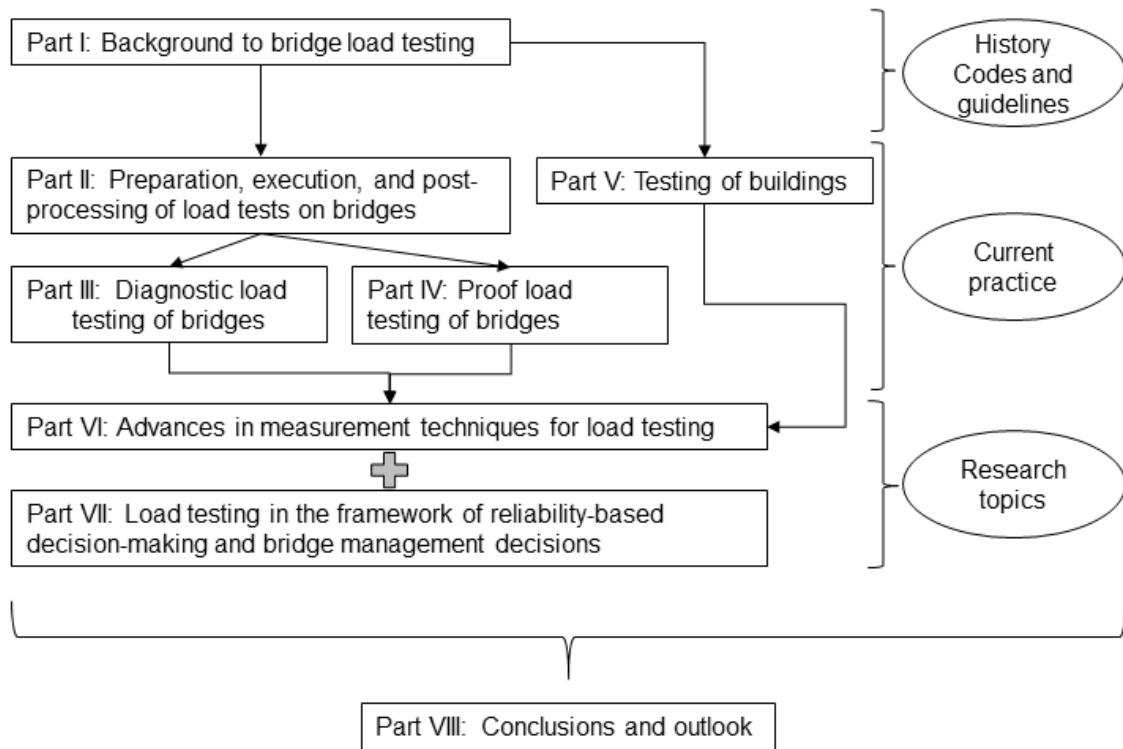 Part I: Background to bridge load testing
History
Codes and
guidelines
Part II: Preparation, execution, and post-
processing of load tests on bridges
Part V: Testing of buildings
Current
practice
Part III: Diagnostic load
testing of bridges
Part IV: Proof load
testing of bridges
Part VI: Advances in measurement techniques for load testing
Research
topics
Part VII: Load testing in the framework of reliability-based
decision-making and bridge management decisions
Part VIII: Conclusions and outlook